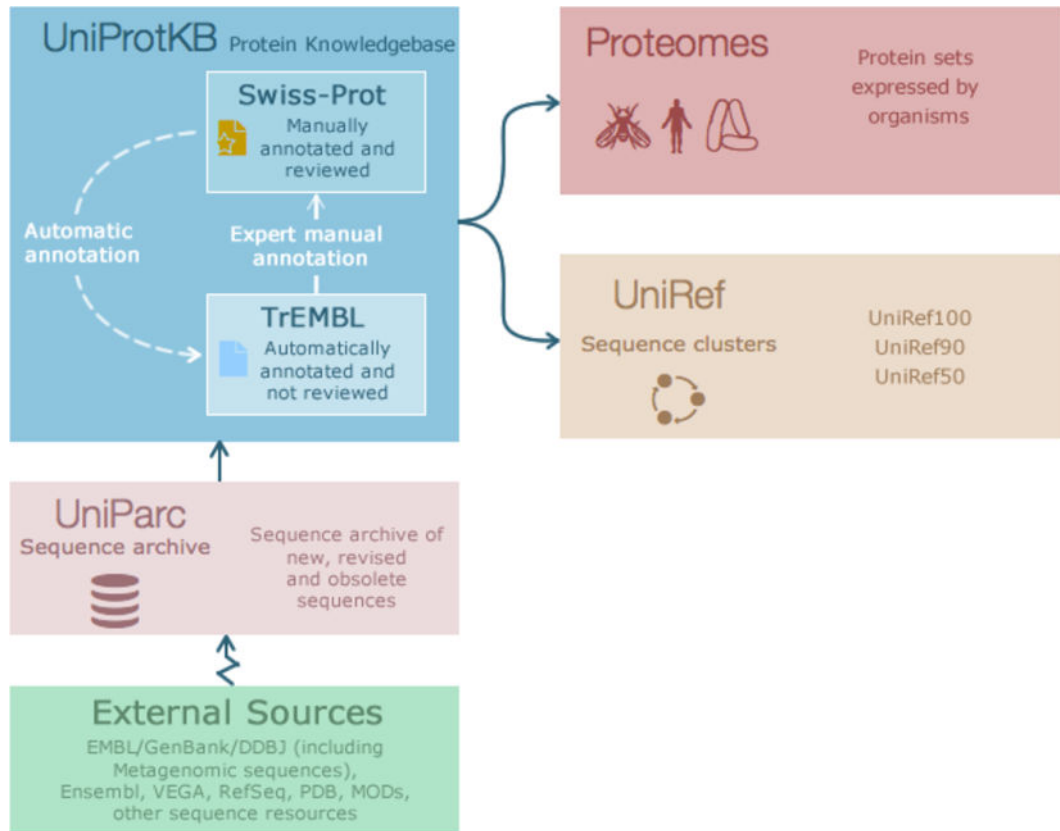 UniProtKB Protein Knowledgebase
Swiss-Prot
Manually
annotated and
reviewed
Automatic
annotation
Expert manual
annotation
TrEMBL
Automatically
annotated and
not reviewed
Proteomes
Protein sets
expressed by
organisms
UniRef
Sequence clusters
UniRef100
UniRef90
UniRef50
UniParc
Sequence archive
Sequence archive of
new, revised
and obsolete
sequences
External Sources
EMBL/GenBank/DDBJ (including
Metagenomic sequences),
Ensembl, VEGA, RefSeq, PDB, MODs,
other sequence resources